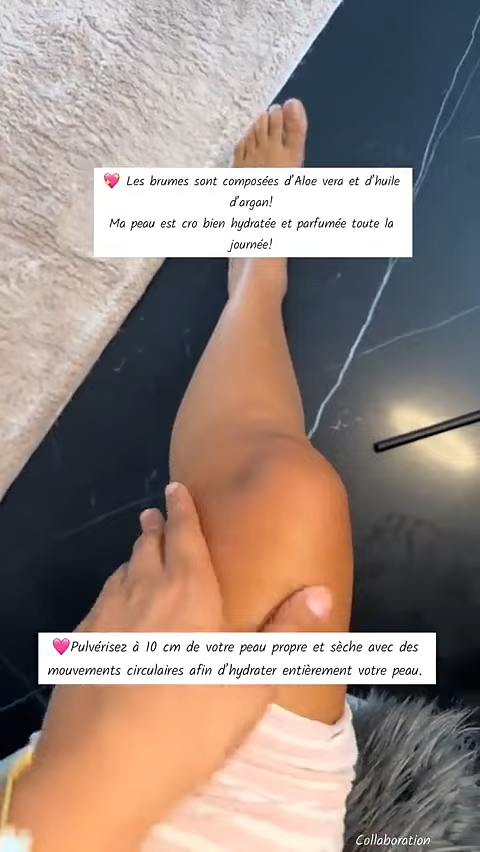 💖 Les brumes sont composées d'Aloe vera et d'huile
d'argan!
Ma peau est cro bien hydratée et parfumée toute la
journée!
🩷Pulvérisez à 10 cm de votre peau propre et sèche avec des
mouvements circulaires afin d'hydrater entièrement votre peau.
Collaboration